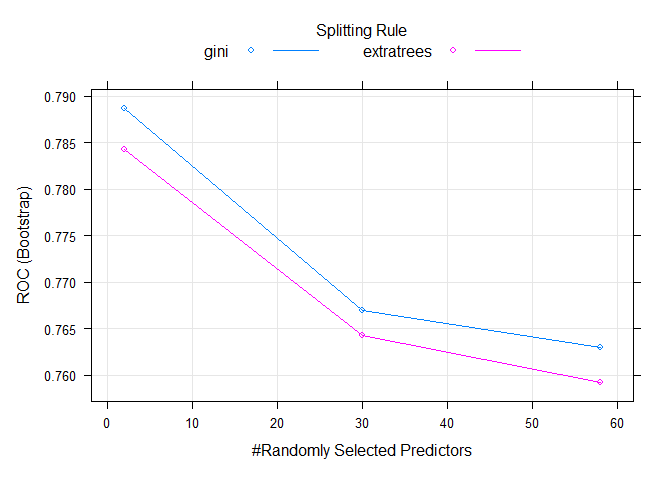 Splitting Rule
gini extratrees
0.790
0.785
0.780
0.775
0.770
0.765
0.760
ROC (Bootstrap)
0 10 20 30 40 50 60
#Randomly Selected Predictors